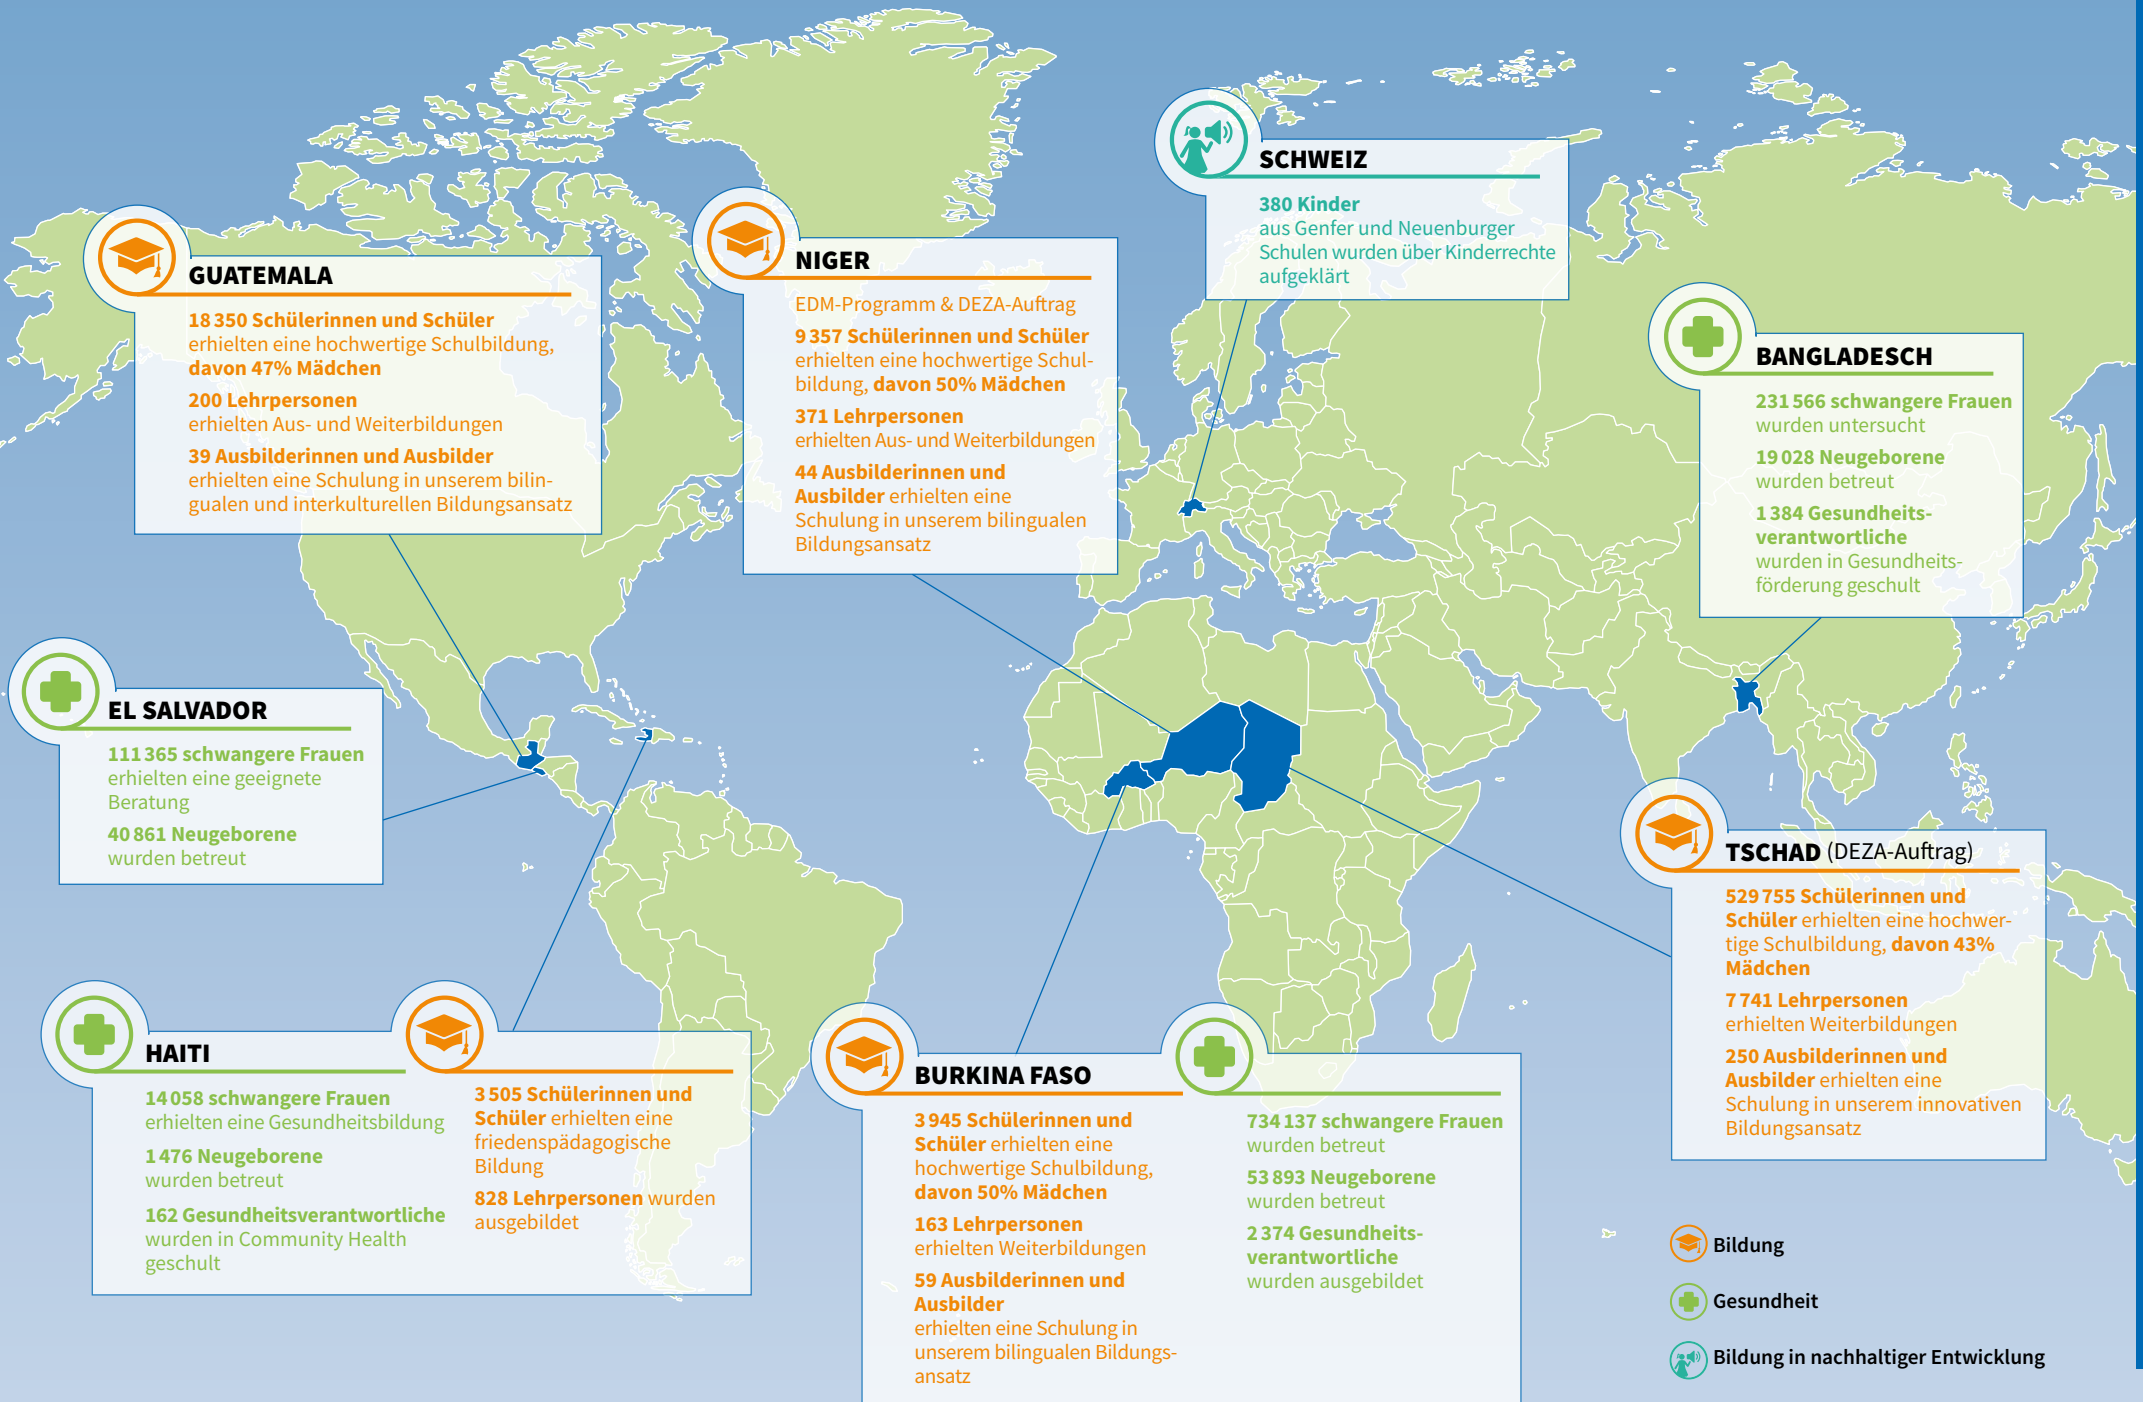 SCHWEIZ
380 Kinder
aus Genfer und Neuenburger
Schulen wurden über Kinderrechte
aufgeklärt
GUATEMALA
18 350 Schülerinnen und Schüler
erhielten eine hochwertige Schulbildung,
davon 47% Mädchen
200 Lehrpersonen
erhielten Aus- und Weiterbildungen
39 Ausbilderinnen und Ausbilder
erhielten eine Schulung in unserem bilin-
gualen und interkulturellen Bildungsansatz
NIGER
EDM-Programm & DEZA-Auftrag
9 357 Schülerinnen und Schüler
erhielten eine hochwertige Schul-
bildung, davon 50% Mädchen
371 Lehrpersonen
erhielten Aus- und Weiterbildungen
44 Ausbilderinnen und
Ausbilder erhielten eine
Schulung in unserem bilingualen
Bildungsansatz
BANGLADESCH
231 566 schwangere Frauen
wurden untersucht
19 028 Neugeborene
wurden betreut
1 384 Gesundheits-
verantwortliche
wurden in Gesundheits-
förderung geschult
EL SALVADOR
111 365 schwangere Frauen
erhielten eine geeignete
Beratung
40 861 Neugeborene
wurden betreut
TSCHAD (DEZA-Auftrag)
529 755 Schülerinnen und
Schüler erhielten eine hochwer-
tige Schulbildung, davon 43%
Mädchen
7 741 Lehrpersonen
erhielten Weiterbildungen
250 Ausbilderinnen und
Ausbilder erhielten eine
Schulung in unserem innovativen
Bildungsansatz
HAITI
14 058 schwangere Frauen
erhielten eine Gesundheitsbildung
1 476 Neugeborene
wurden betreut
162 Gesundheitsverantwortliche
wurden in Community Health
geschult
3 505 Schülerinnen und
Schüler erhielten eine
friedenspädagogische
Bildung
828 Lehrpersonen wurden
ausgebildet
BURKINA FASO
3 945 Schülerinnen und
Schüler erhielten eine
hochwertige Schulbildung,
davon 50% Mädchen
163 Lehrpersonen
erhielten Weiterbildungen
59 Ausbilderinnen und
Ausbilder
erhielten eine Schulung in
unserem bilingualen Bildungs-
ansatz
734 137 schwangere Frauen
wurden betreut
53 893 Neugeborene
wurden betreut
2 374 Gesundheits-
verantwortliche
wurden ausgebildet
Bildung
Gesundheit
Bildung in nachhaltiger Entwicklung